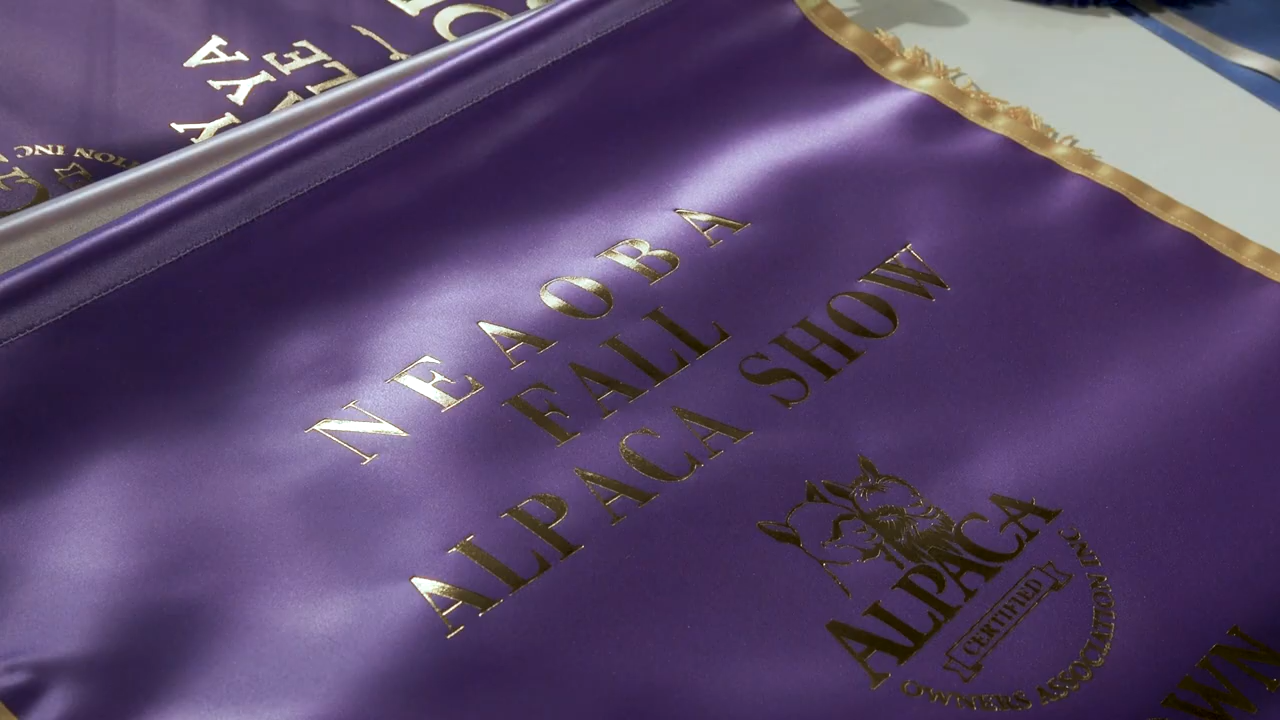 NEAOBA
FALL
ALPACA SHOW
ALPACA
CERTIFIED
OWNERS ASSOCIATION INC